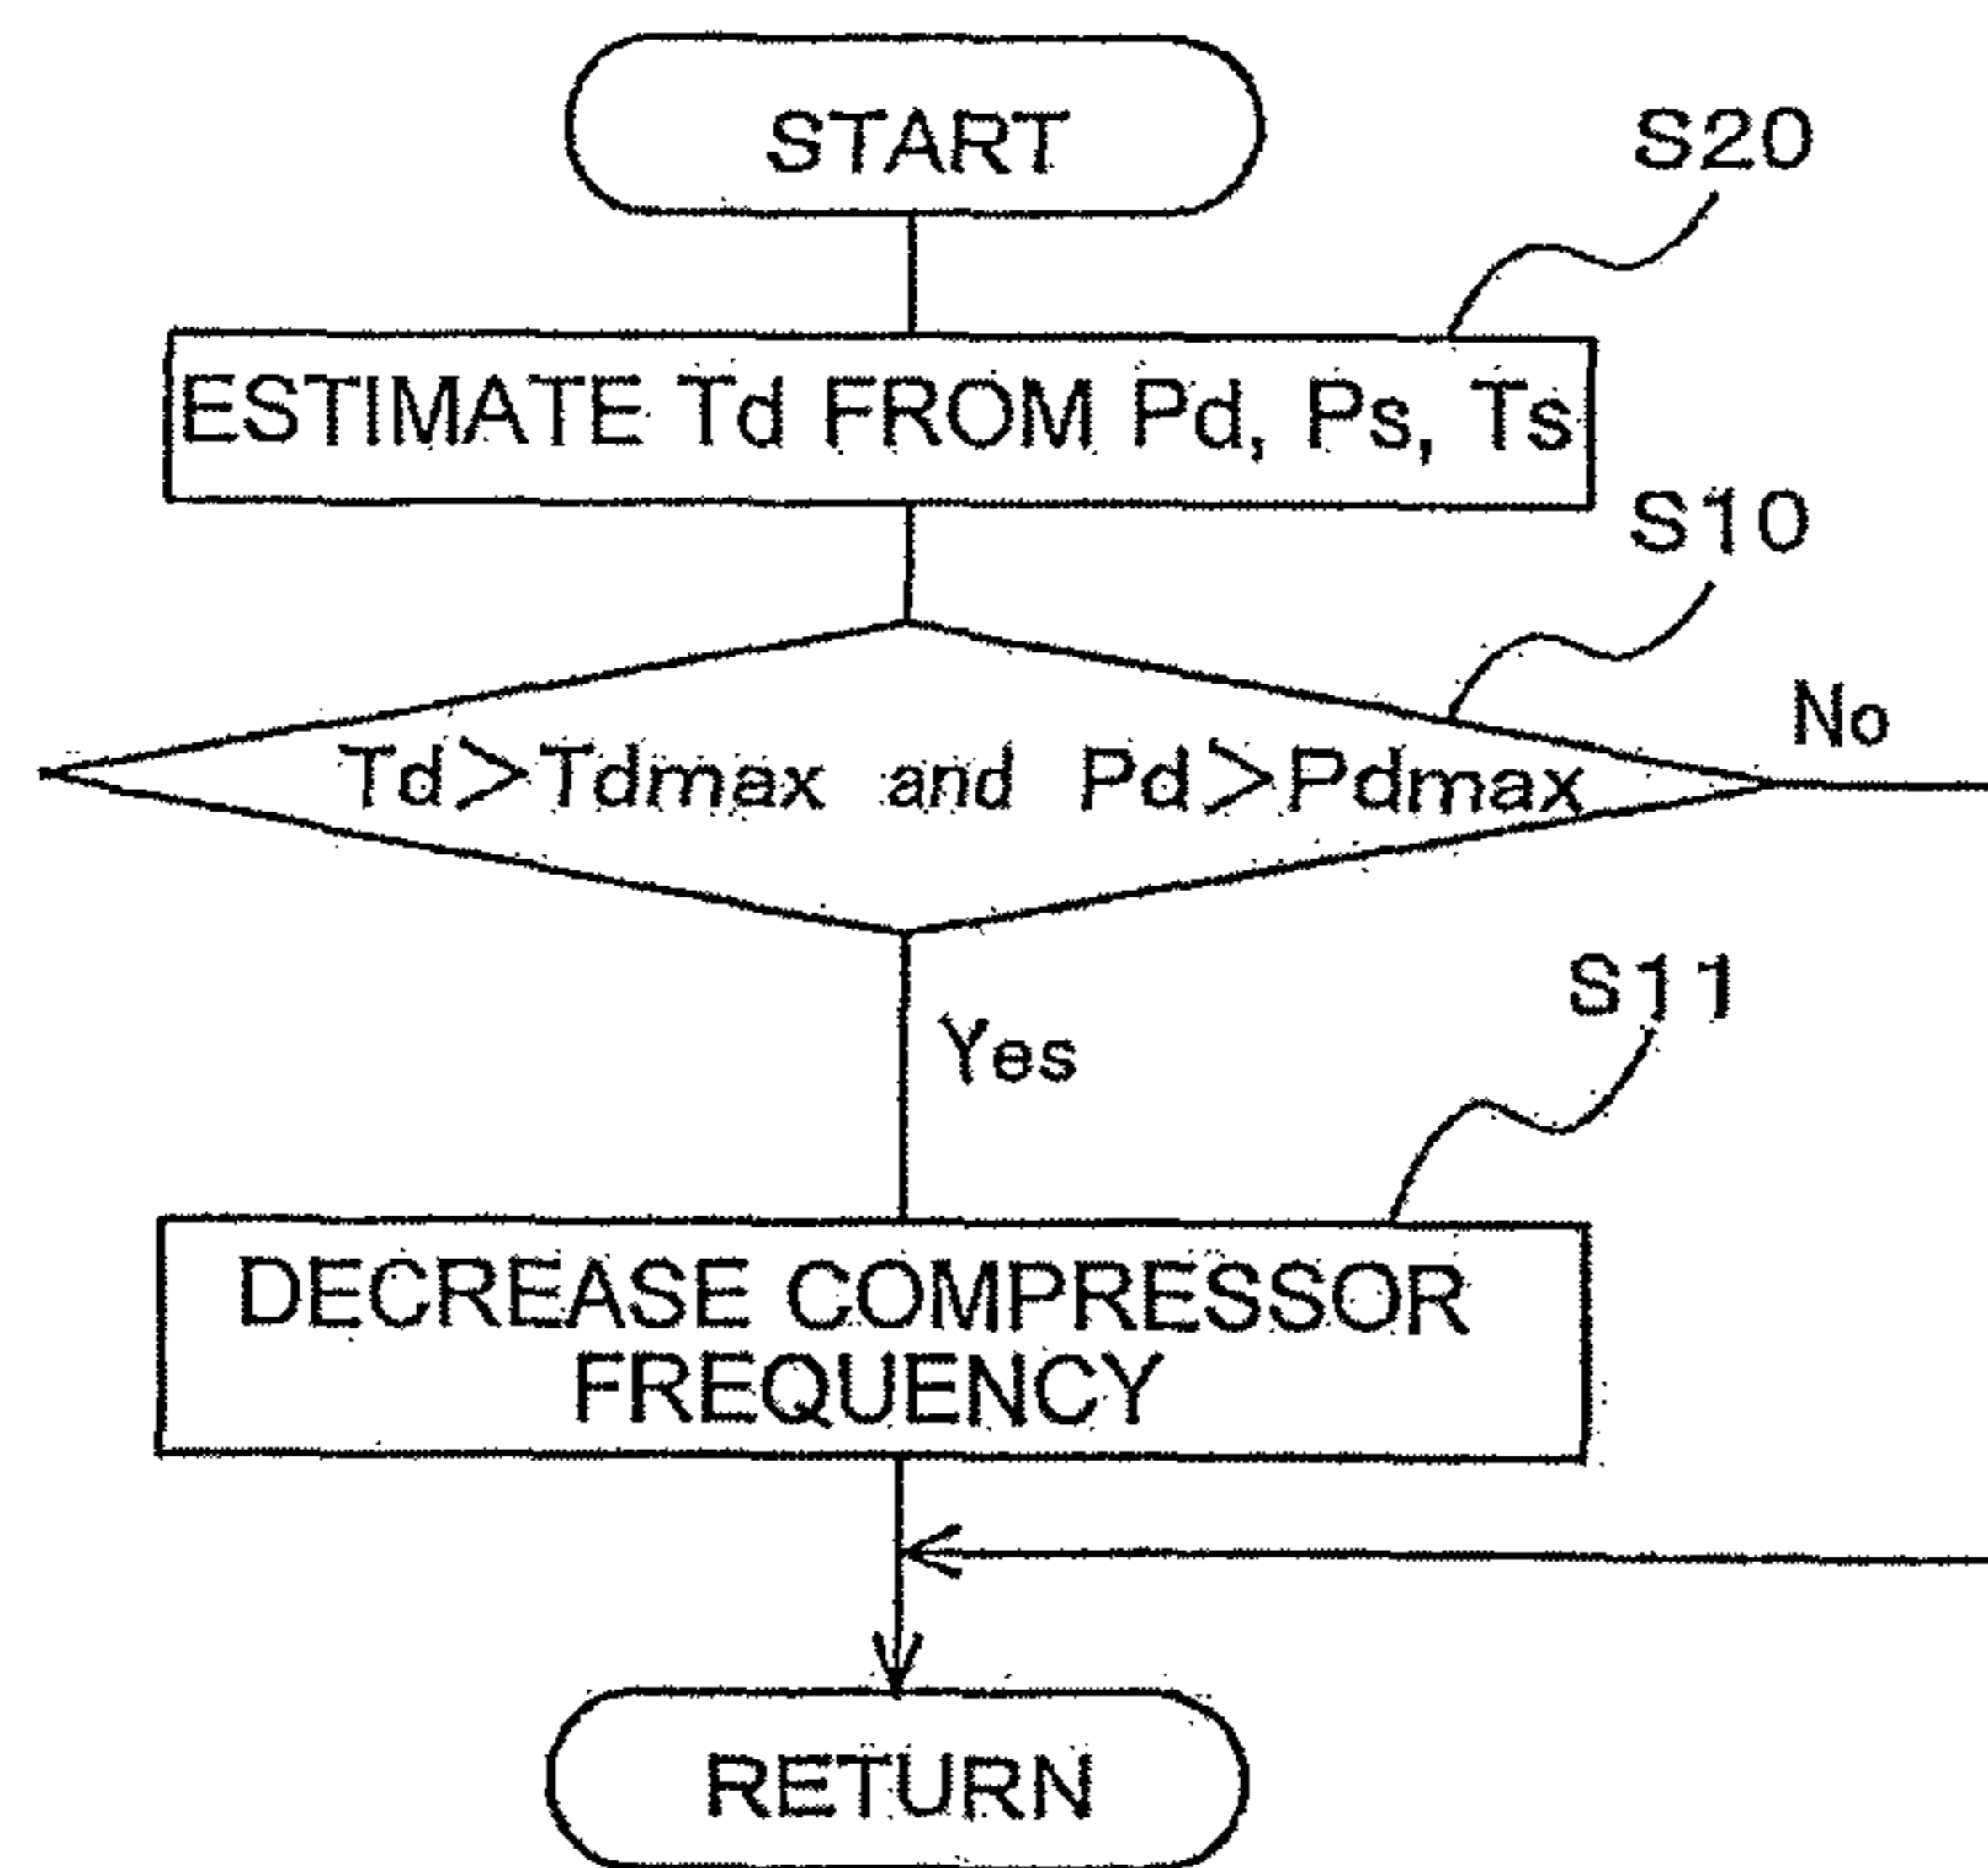 START
S20
ESTIMATE Td FROM Pd, Ps, Ts
S10
No
Td>Tdmax and Pd>Pdmax
Yes
S11
DECREASE COMPRESSOR
FREQUENCY
RETURN